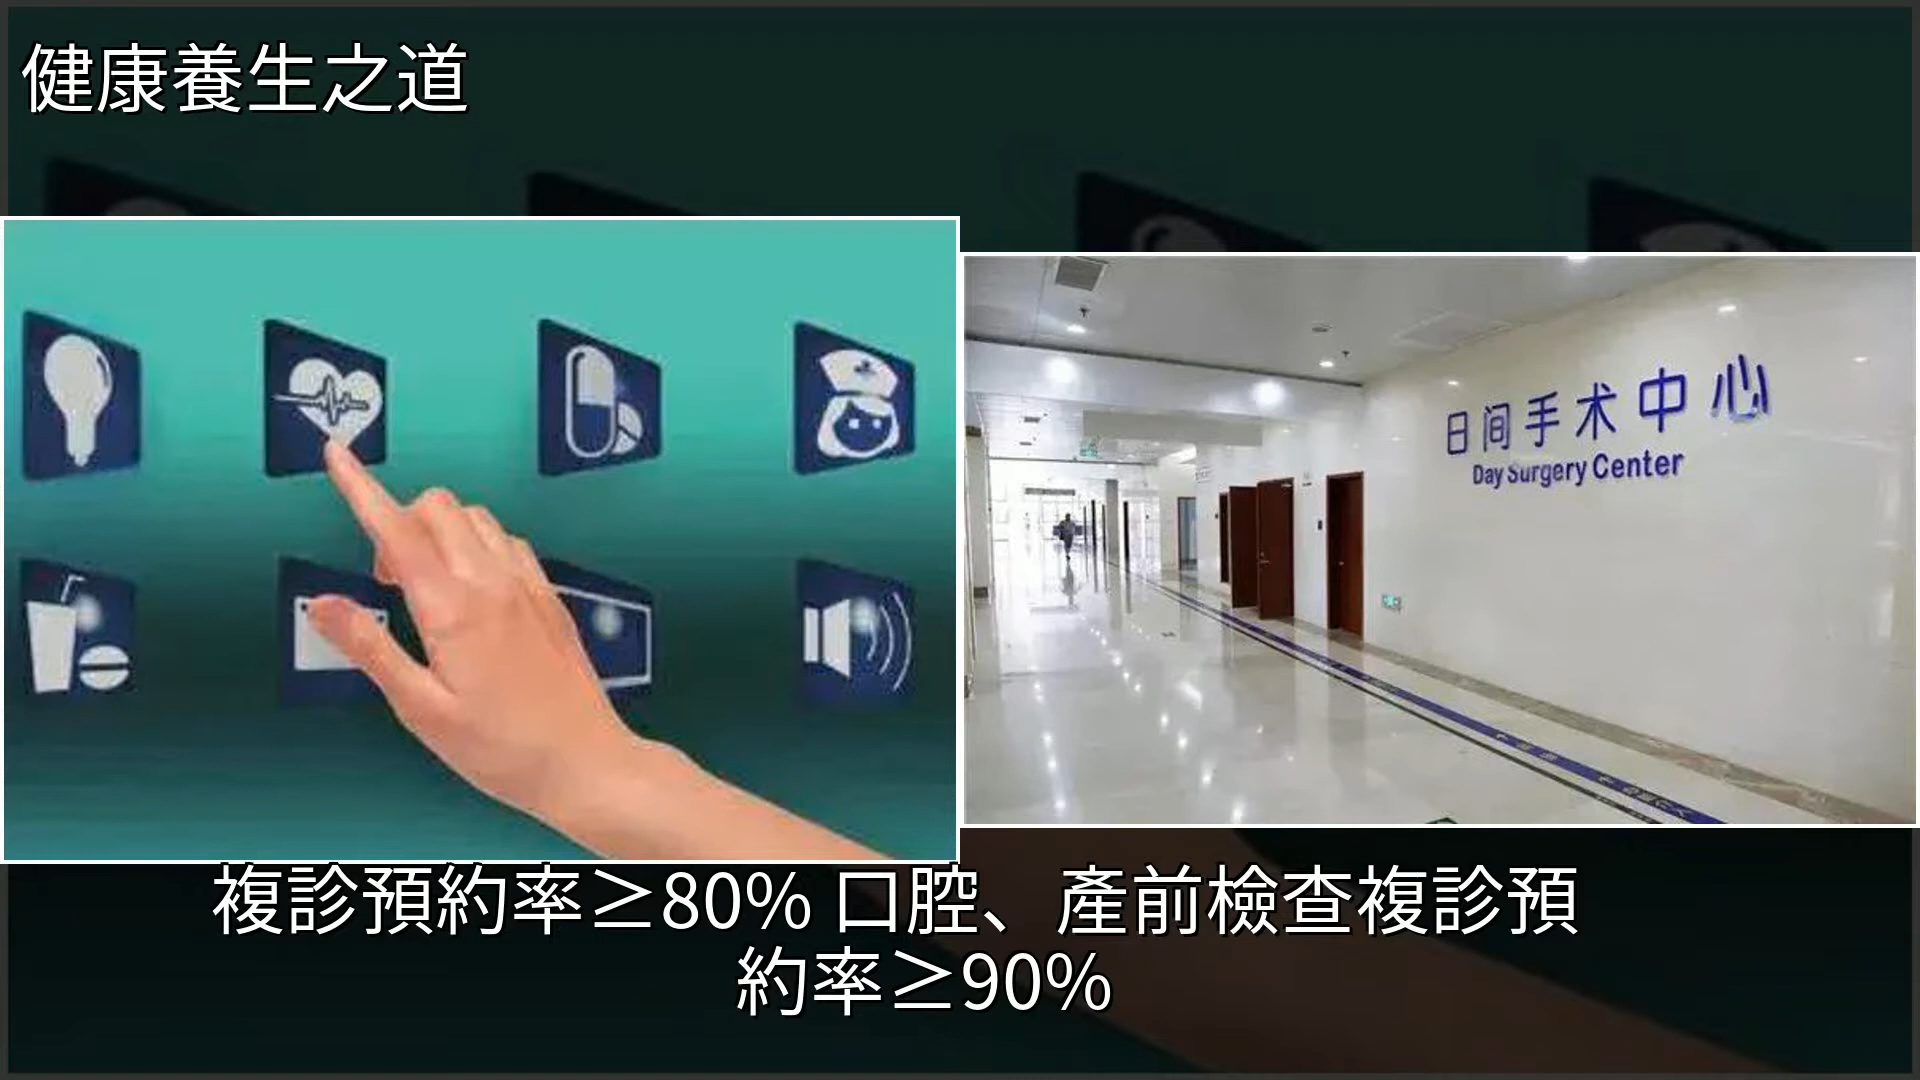 健康養生之道
日间手术中心
Day Surgery Center
複診預約率≥80% 口腔、產前檢查複診預
約率≥90%